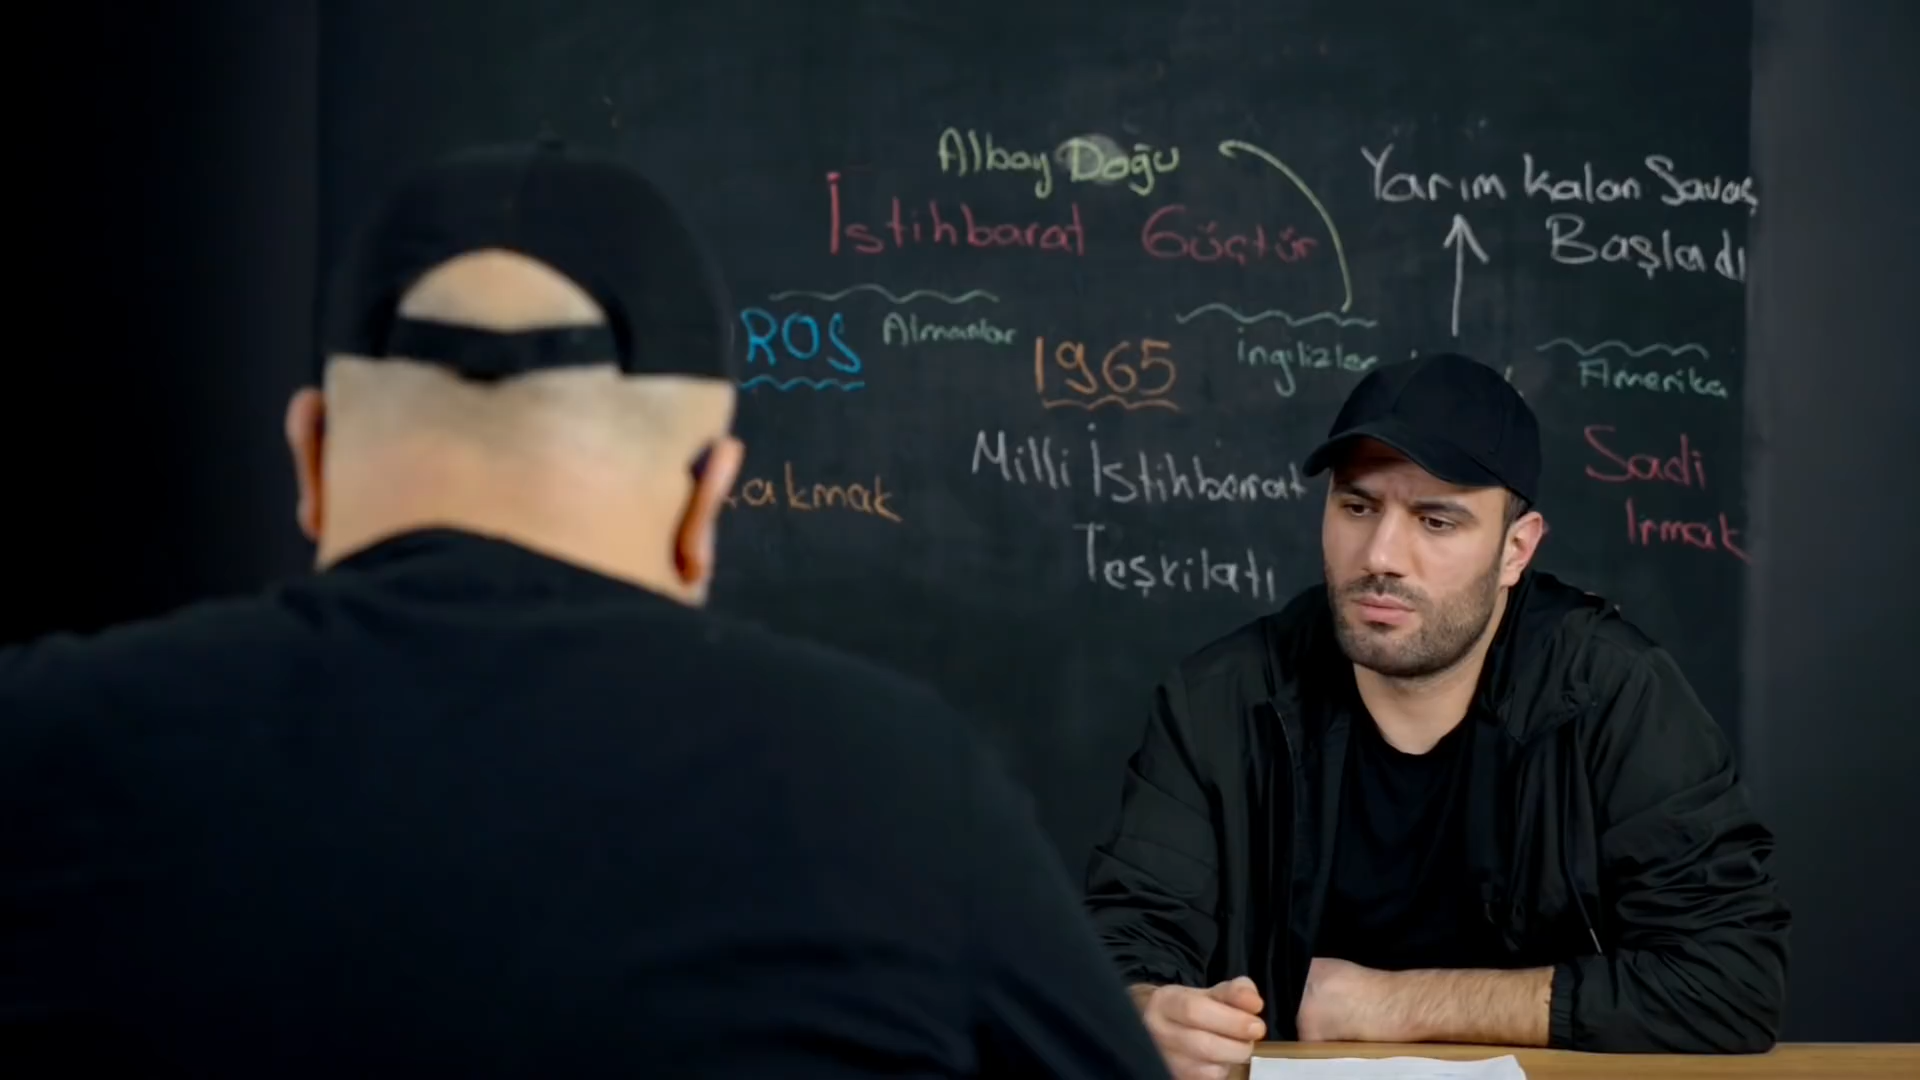 Albay Doğu
İstihbarat Güçtür
Yarım Kalan Savaş
Başladı
ROS
Almanlar
1965
İngilizler
Amerika
Milli İstihbarat
Teşkilatı
Sadi
Irmak